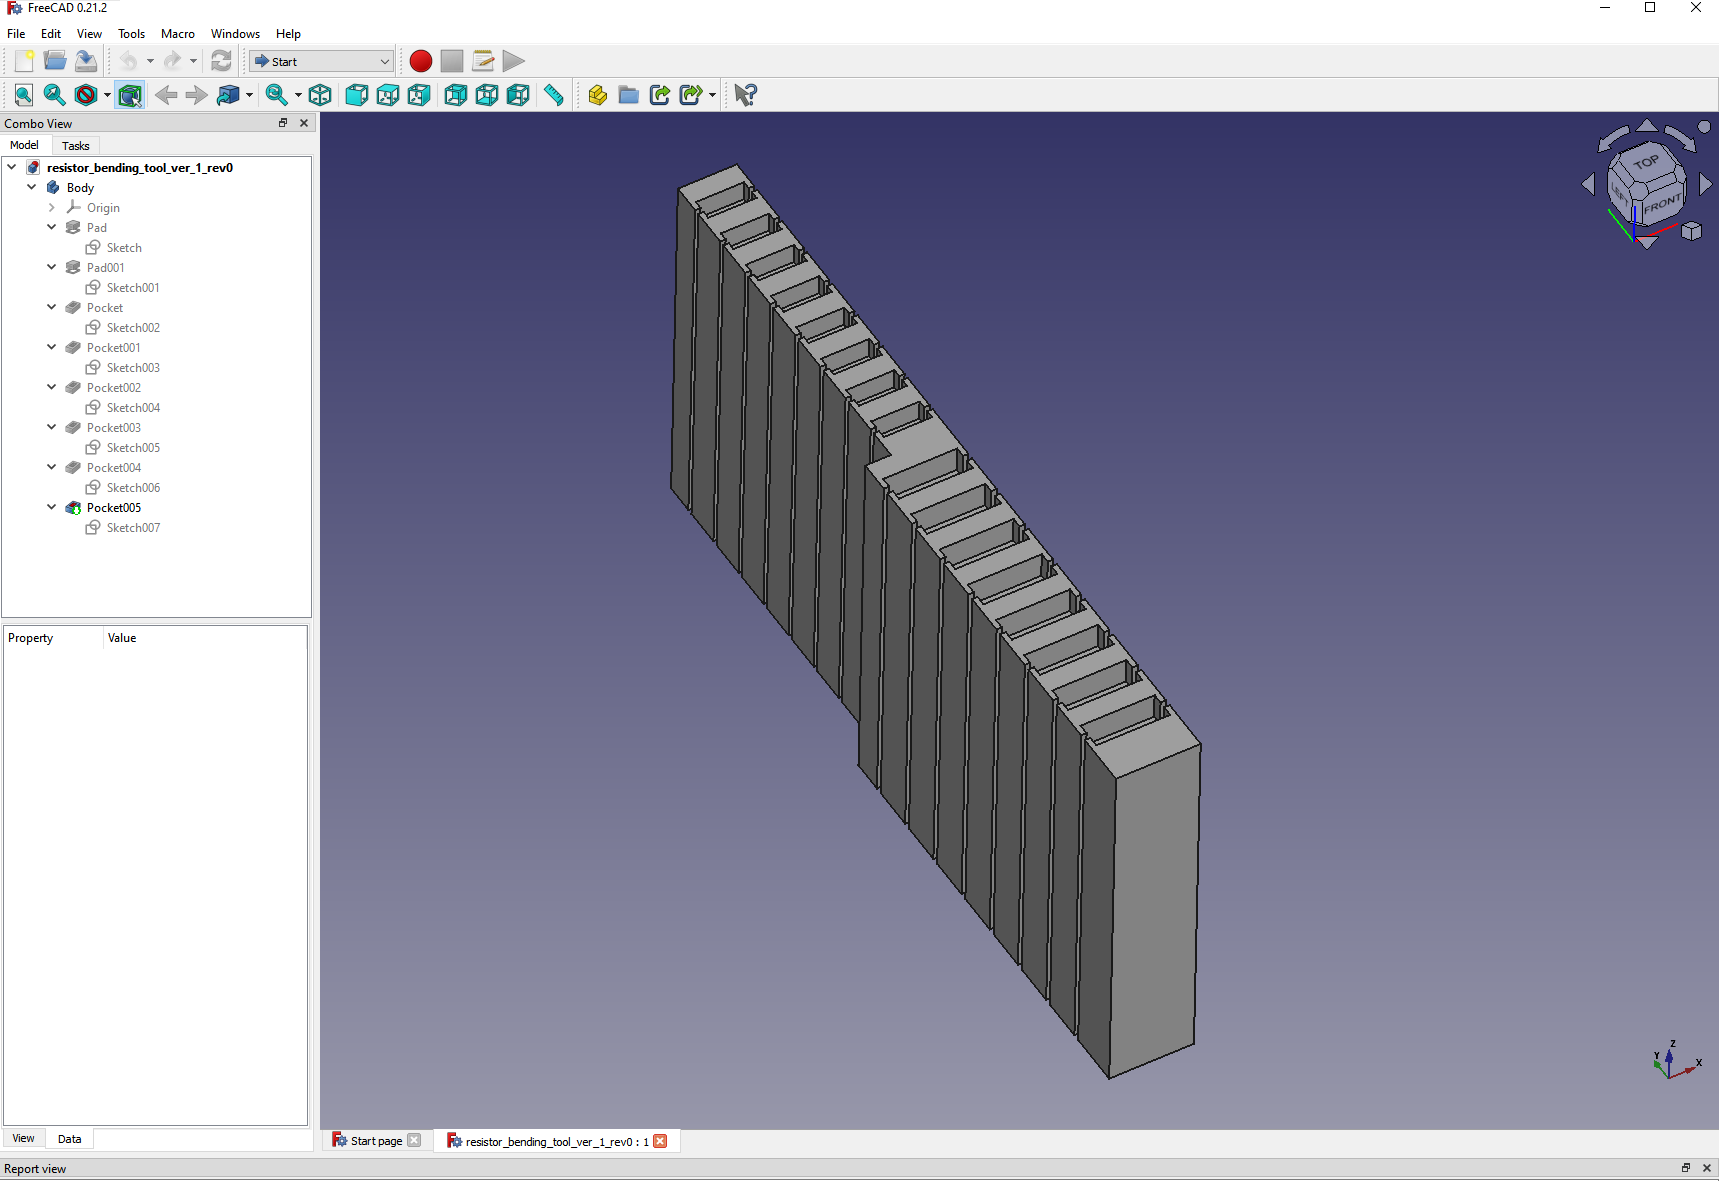 FreeCAD 0.21.2
File Edit View Tools Macro Windows Help
Start
Combo View
Model Tasks
resistor_bending_tool_ver_1_rev0
Body
Origin
Pad
Sketch
Pad001
Sketch001
Pocket
Sketch002
Pocket001
Sketch003
Pocket002
Sketch004
Pocket003
Sketch005
Pocket004
Sketch006
Pocket005
Sketch007
Property Value
View Data
TOP
LEFT FRONT
Z
Y
X
Start page resistor_bending_tool_ver_1_rev0 : 1
Report view